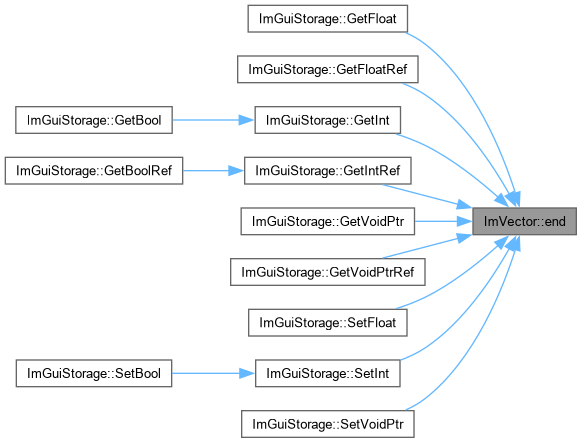 ImGuiStorage::GetFloat
ImGuiStorage::GetFloatRef
ImGuiStorage::GetBool
ImGuiStorage::GetInt
ImGuiStorage::GetBoolRef
ImGuiStorage::GetIntRef
ImGuiStorage::GetVoidPtr
ImVector::end
ImGuiStorage::GetVoidPtrRef
ImGuiStorage::SetFloat
ImGuiStorage::SetBool
ImGuiStorage::SetInt
ImGuiStorage::SetVoidPtr